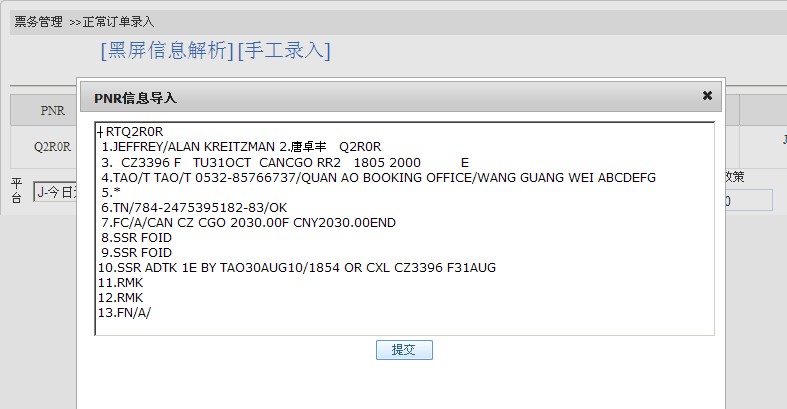 票务管理 >>正常订单录入
[黑屏信息解析] [手工录入]
PNR信息导入 ✖
PNR
Q2R0R J
平台 J-今日 政策
0
RTQ2R0R
1.JEFFREY/ALAN KREITZMAN 2.唐卓丰 Q2R0R
3. CZ3396 F TU31OCT CANCGO RR2 1805 2000 E
4.TAO/T TAO/T 0532-85766737/QUAN AO BOOKING OFFICE/WANG GUANG WEI ABCDEFG
5.*
6.TN/784-2475395182-83/OK
7.FC/A/CAN CZ CGO 2030.00F CNY2030.00END
8.SSR FOID
9.SSR FOID
10.SSR ADTK 1E BY TAO30AUG10/1854 OR CXL CZ3396 F31AUG
11.RMK
12.RMK
13.FN/A/
提交